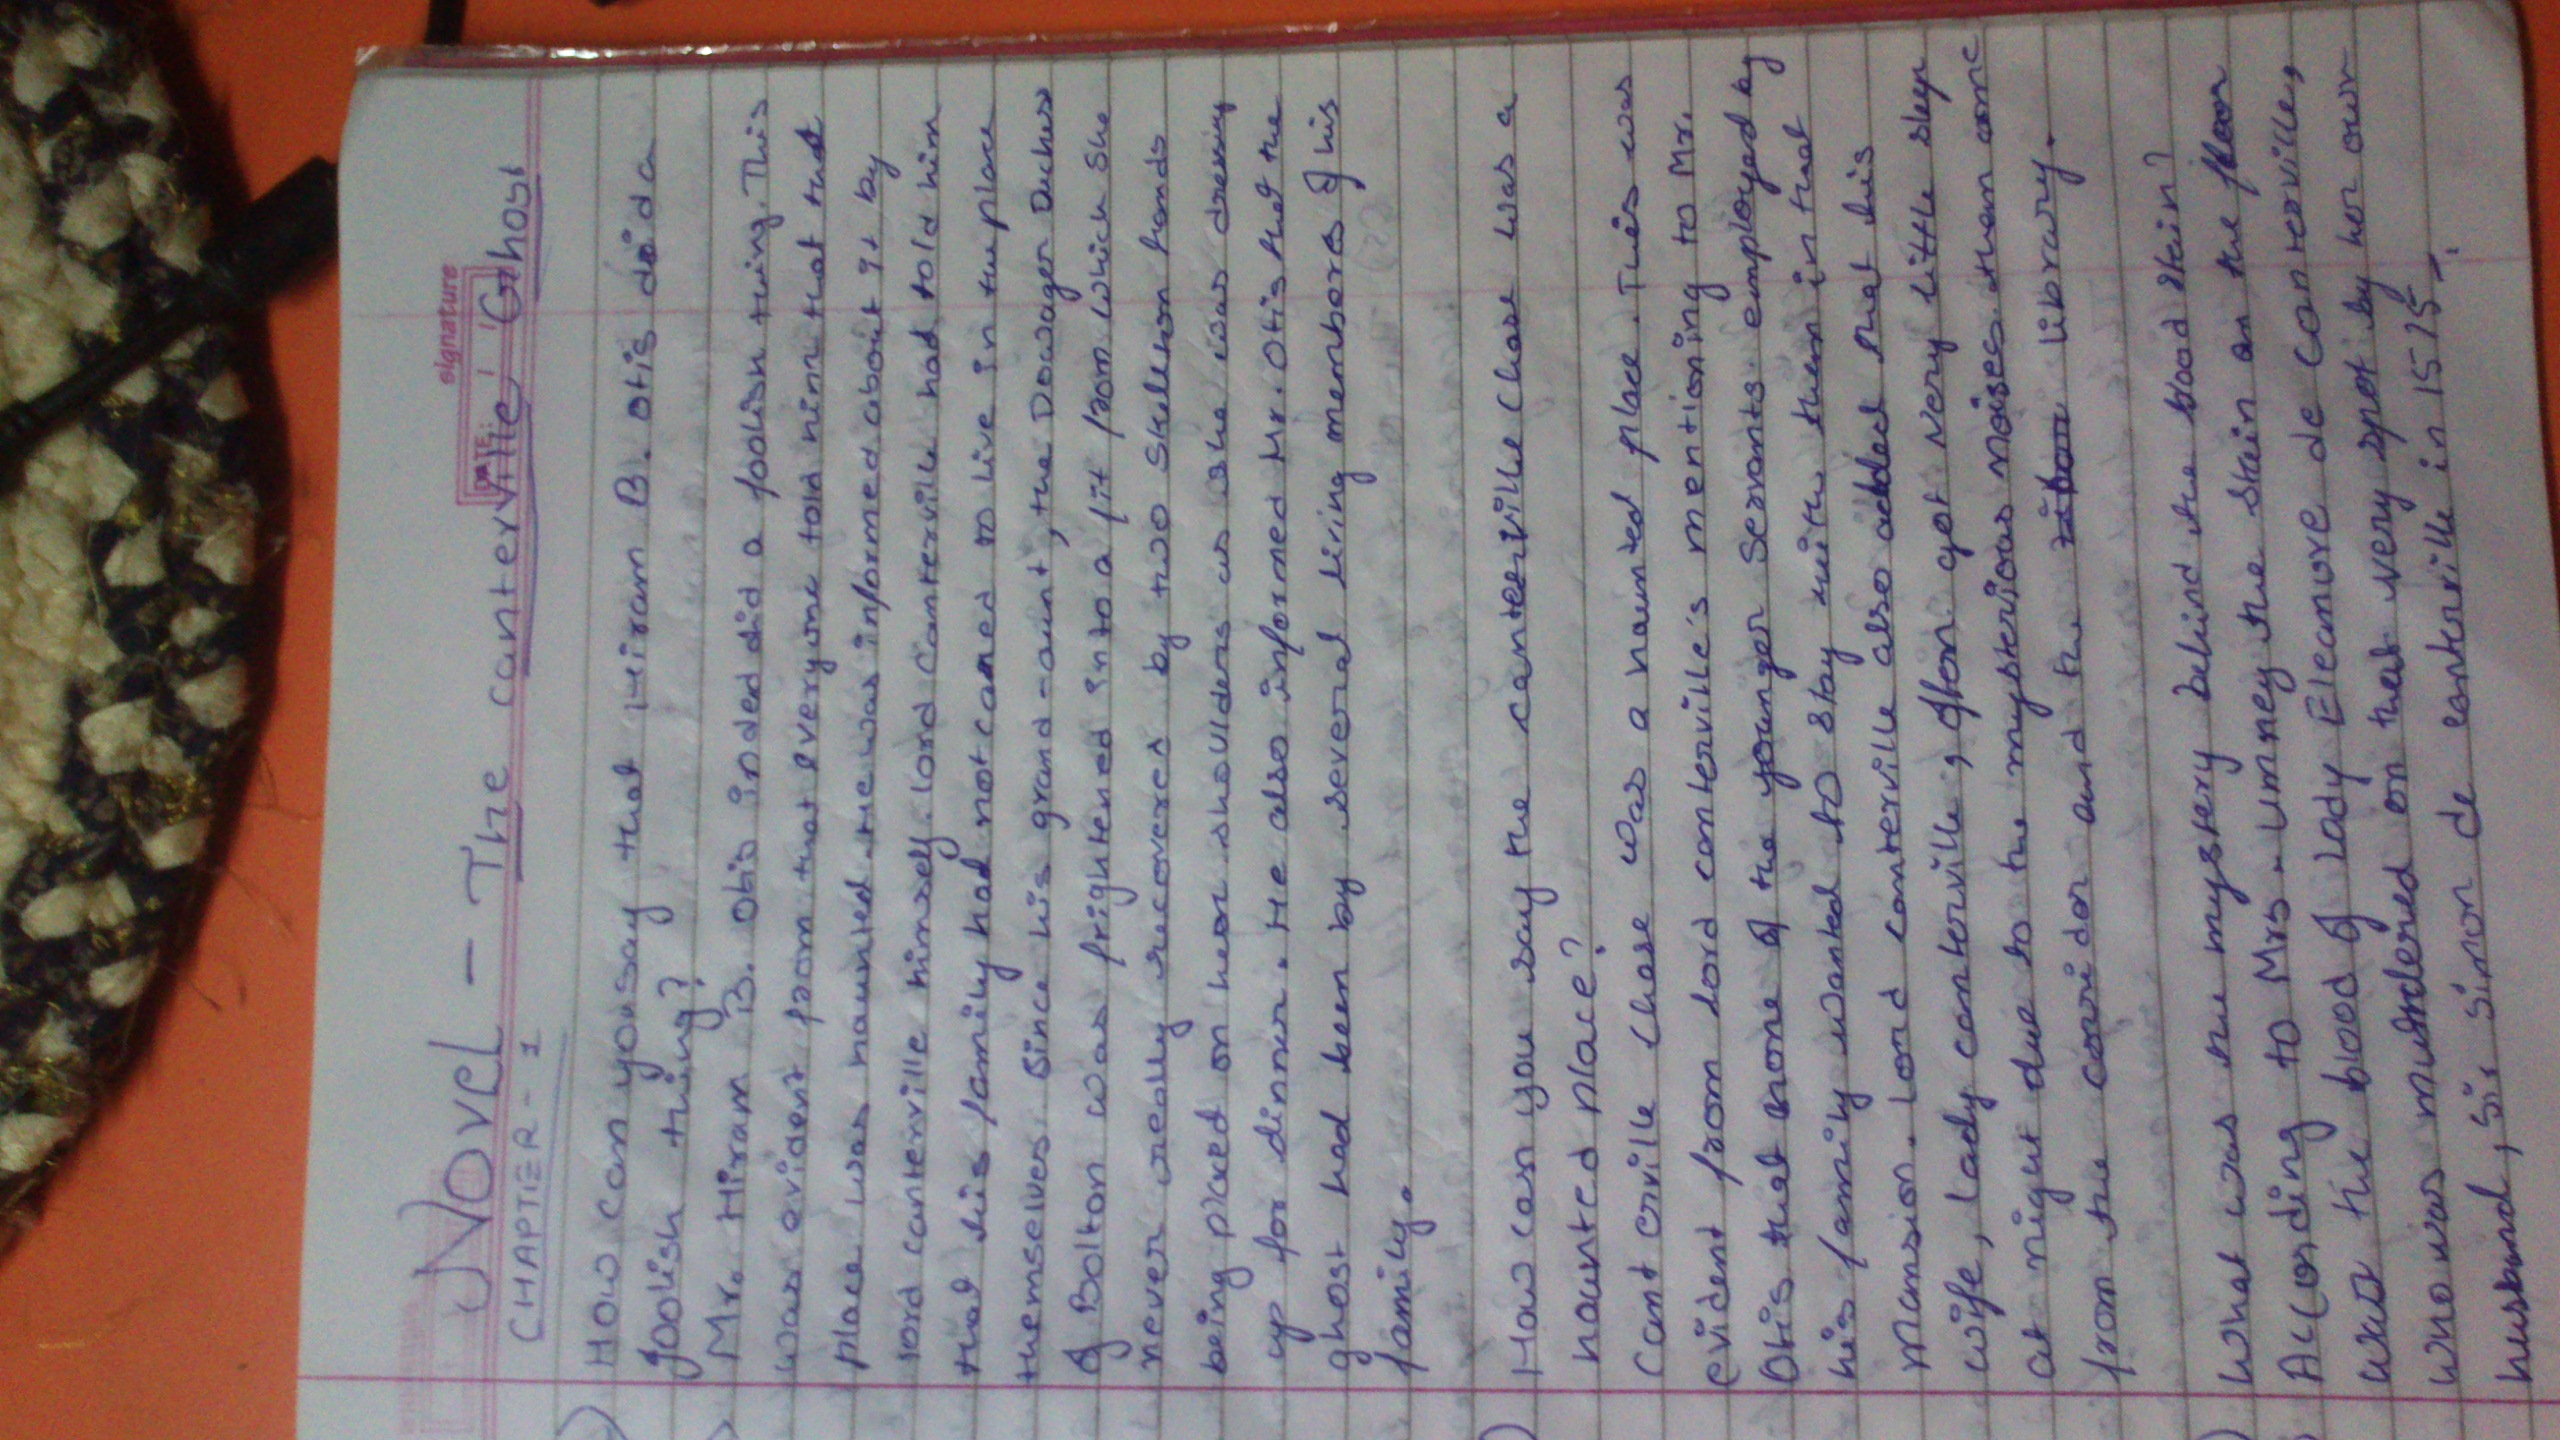 signature
DATE:
Novel - The canterville Ghost
CHAPTER - 1
How can you say that Hiram B. Otis did a
foolish thing?
Mr. Hiram B. Otis inded did a foolish thing. This
was evident from that everyone told him that that
place was haunted. He was informed about it by
lord canterville himself. lord Canterville had told him
that his family had not cared to live in the place
themselves. Since his grand-aunt, the Dowager Duchess
of Bolton was frightened into a fit from which she
never really recovered by two skeleton hands
being placed on her shoulders as she was dressing
up for dinner. He also informed Mr. Otis that the
ghost had been by several living members of his
family.
How can you say the canterville Chase was a
haunted place?
Canterville Chase was a haunted place. This was
evident from lord canterville's mentioning to Mr.
Otis that none of the younger servants employed by
his family wanted to stay with them in that
mansion. Lord canterville also added that his
wife, lady canterville, often got very little sleep
at night due to the mysterious noises that came
from the corridor and the library.
What was the mystery behind the blood stain?
According to Mrs. Umney the stain on the floor
was the blood of lady Eleanore de canterville,
who was murdered on that very spot by her own
husband, Sir Simon de canterville in 1575.